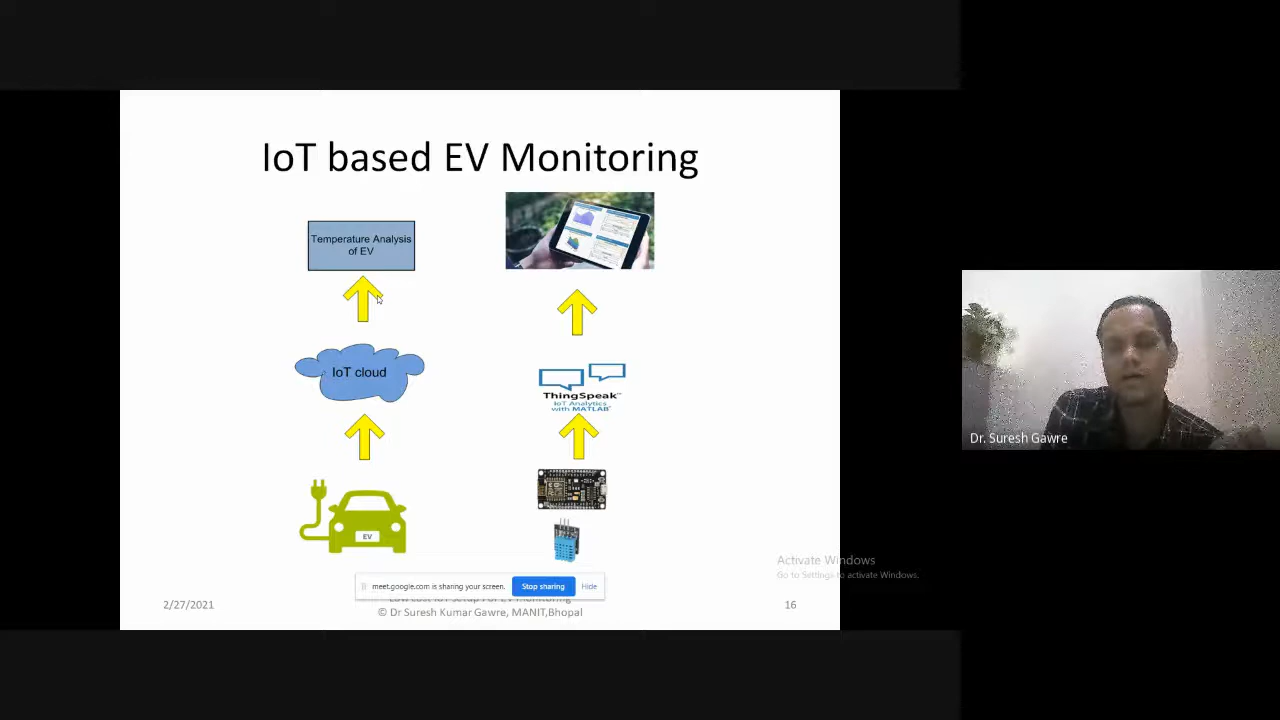 IoT based EV Monitoring
Temperature Analysis
of EV
IoT cloud
ThingSpeak™
IoT Analytics
with MATLAB
EV
meet.google.com is sharing your screen.
Stop sharing
Hide
2/27/2021
© Dr Suresh Kumar Gawre, MANIT,Bhopal
16
Activate Windows
Go to Settings to activate Windows.
Dr. Suresh Gawre